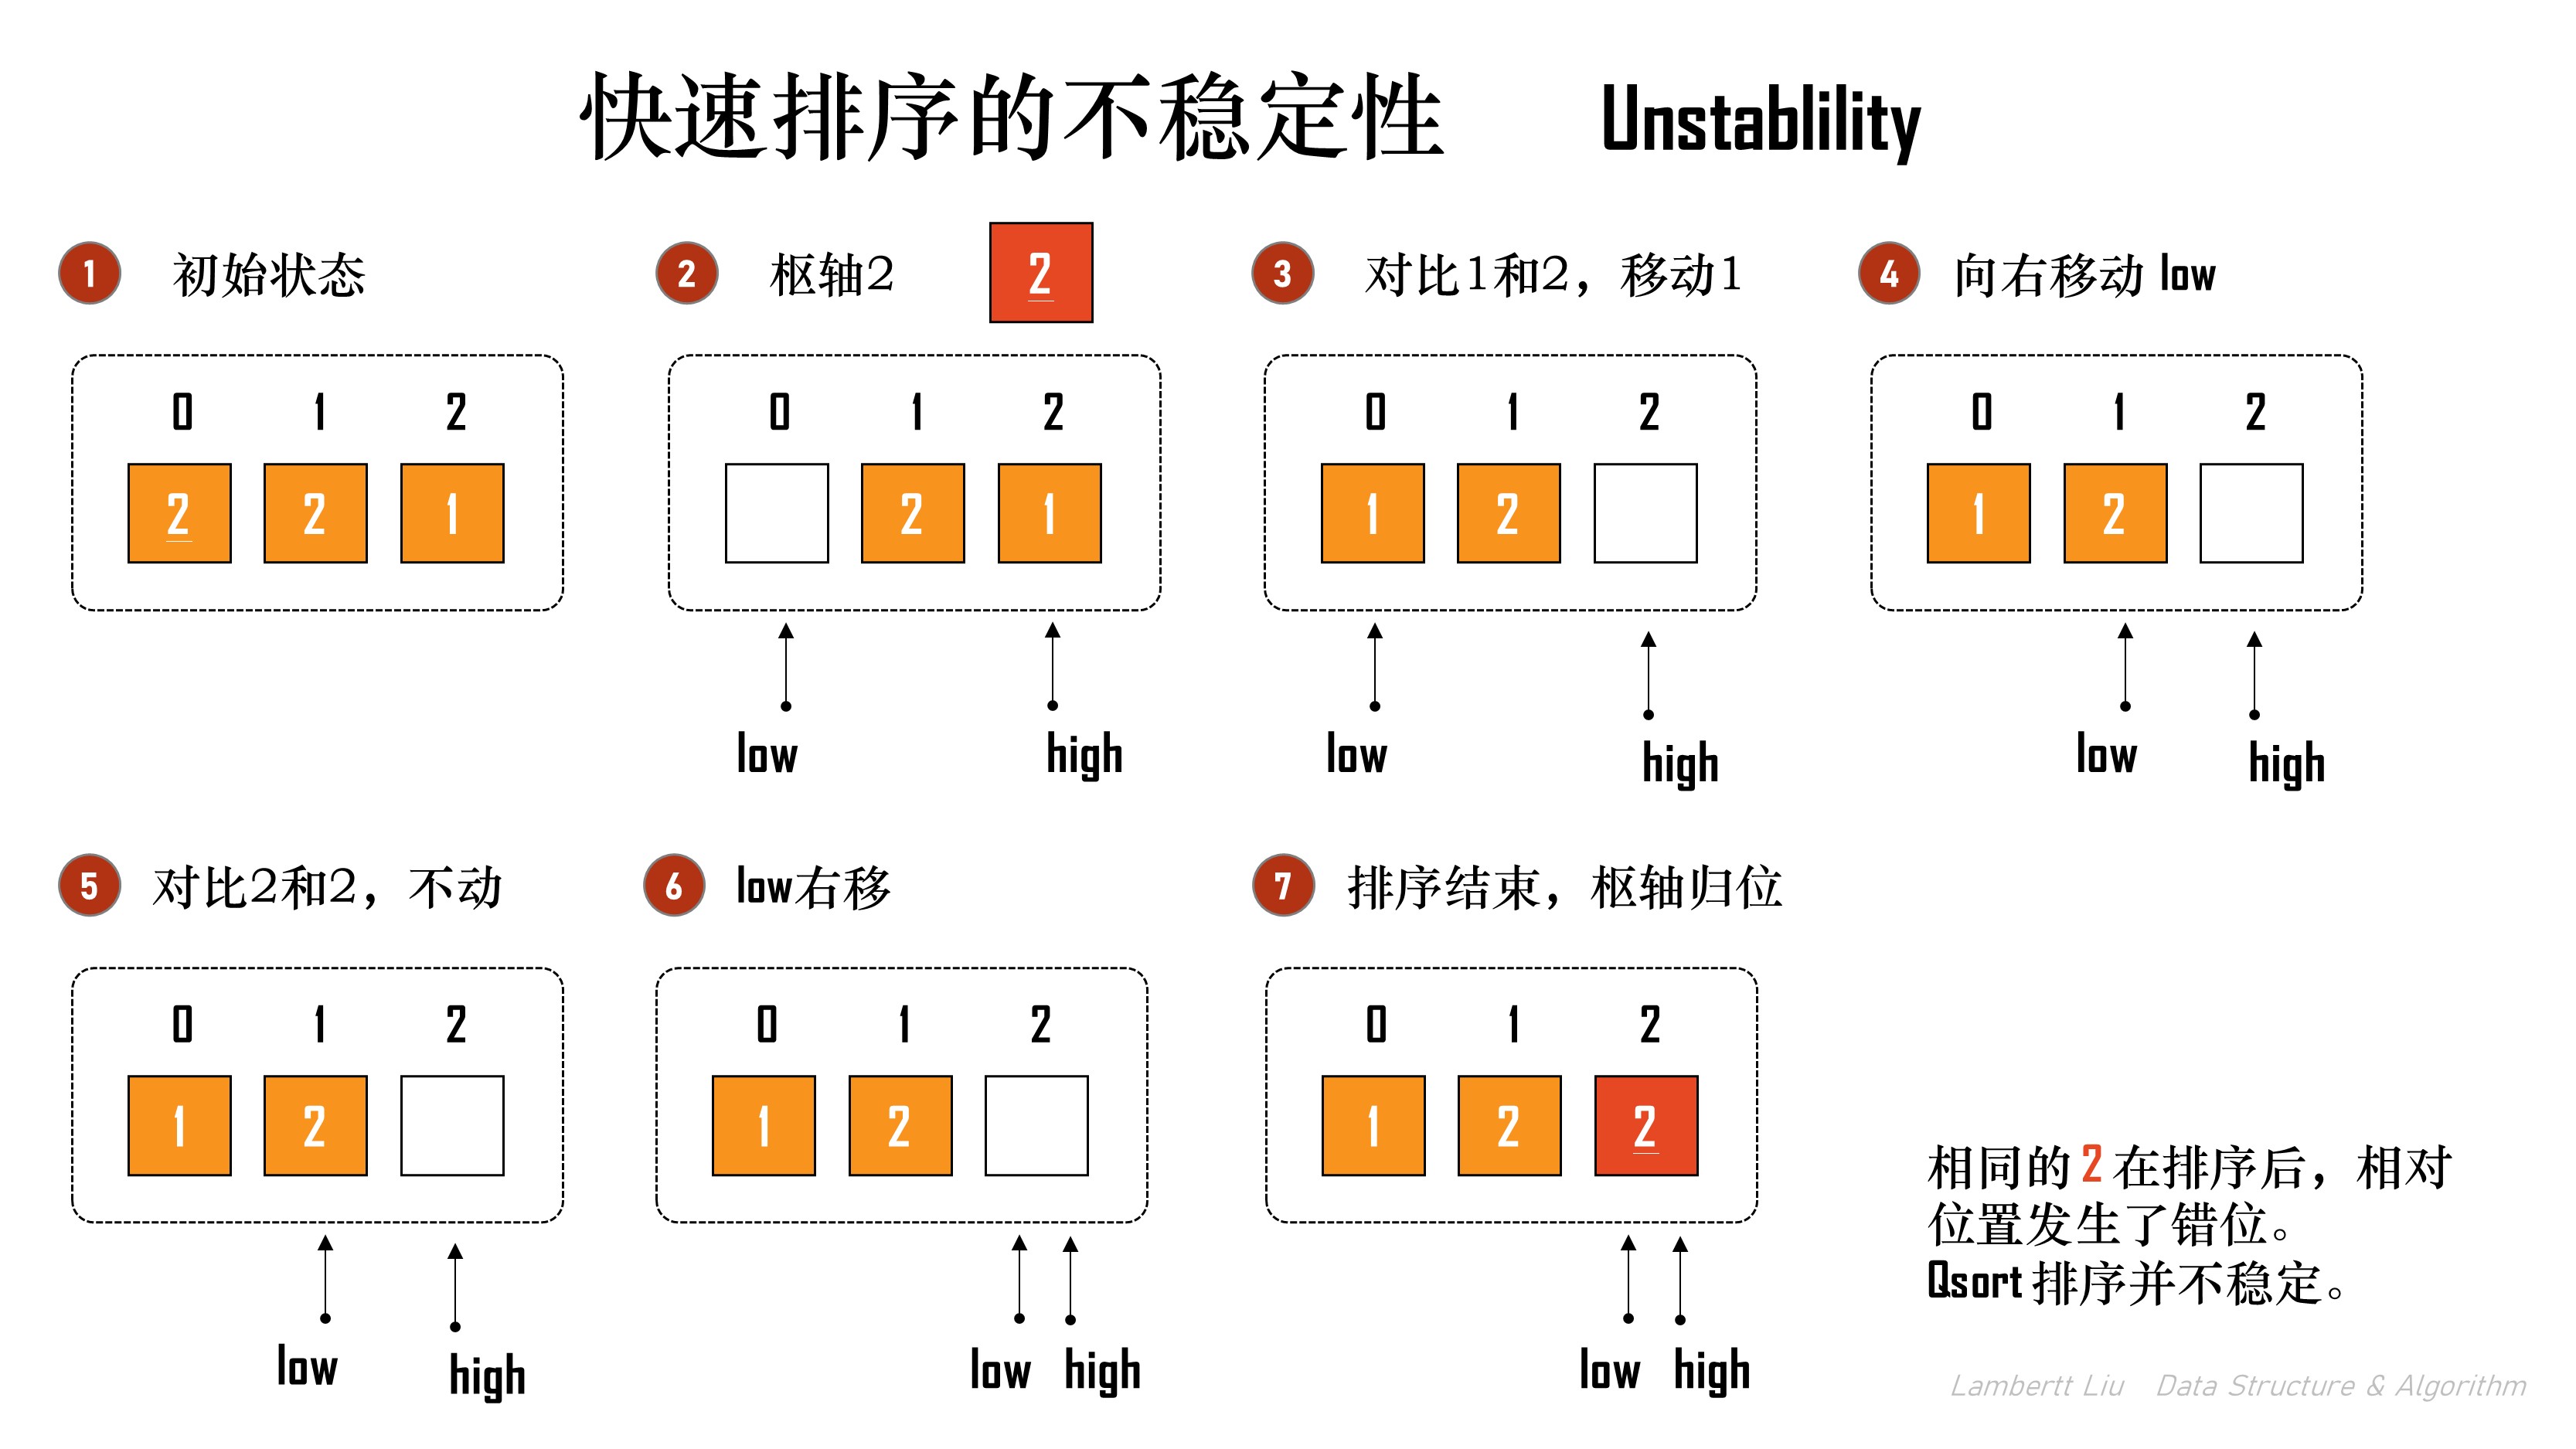 快速排序的不稳定性 Unstablility
1 初始状态
0 1 2
2 2 1
2 枢轴2 2
0 1 2
2 1
low high
3 对比1和2，移动1
0 1 2
1 2
low high
4 向右移动 low
0 1 2
1 2
low high
5 对比2和2，不动
0 1 2
1 2
low high
6 low右移
0 1 2
1 2
low high
7 排序结束，枢轴归位
0 1 2
1 2 2
low high
相同的 2 在排序后，相对
位置发生了错位。
Qsort 排序并不稳定。
Lambertt Liu Data Structure & Algorithm